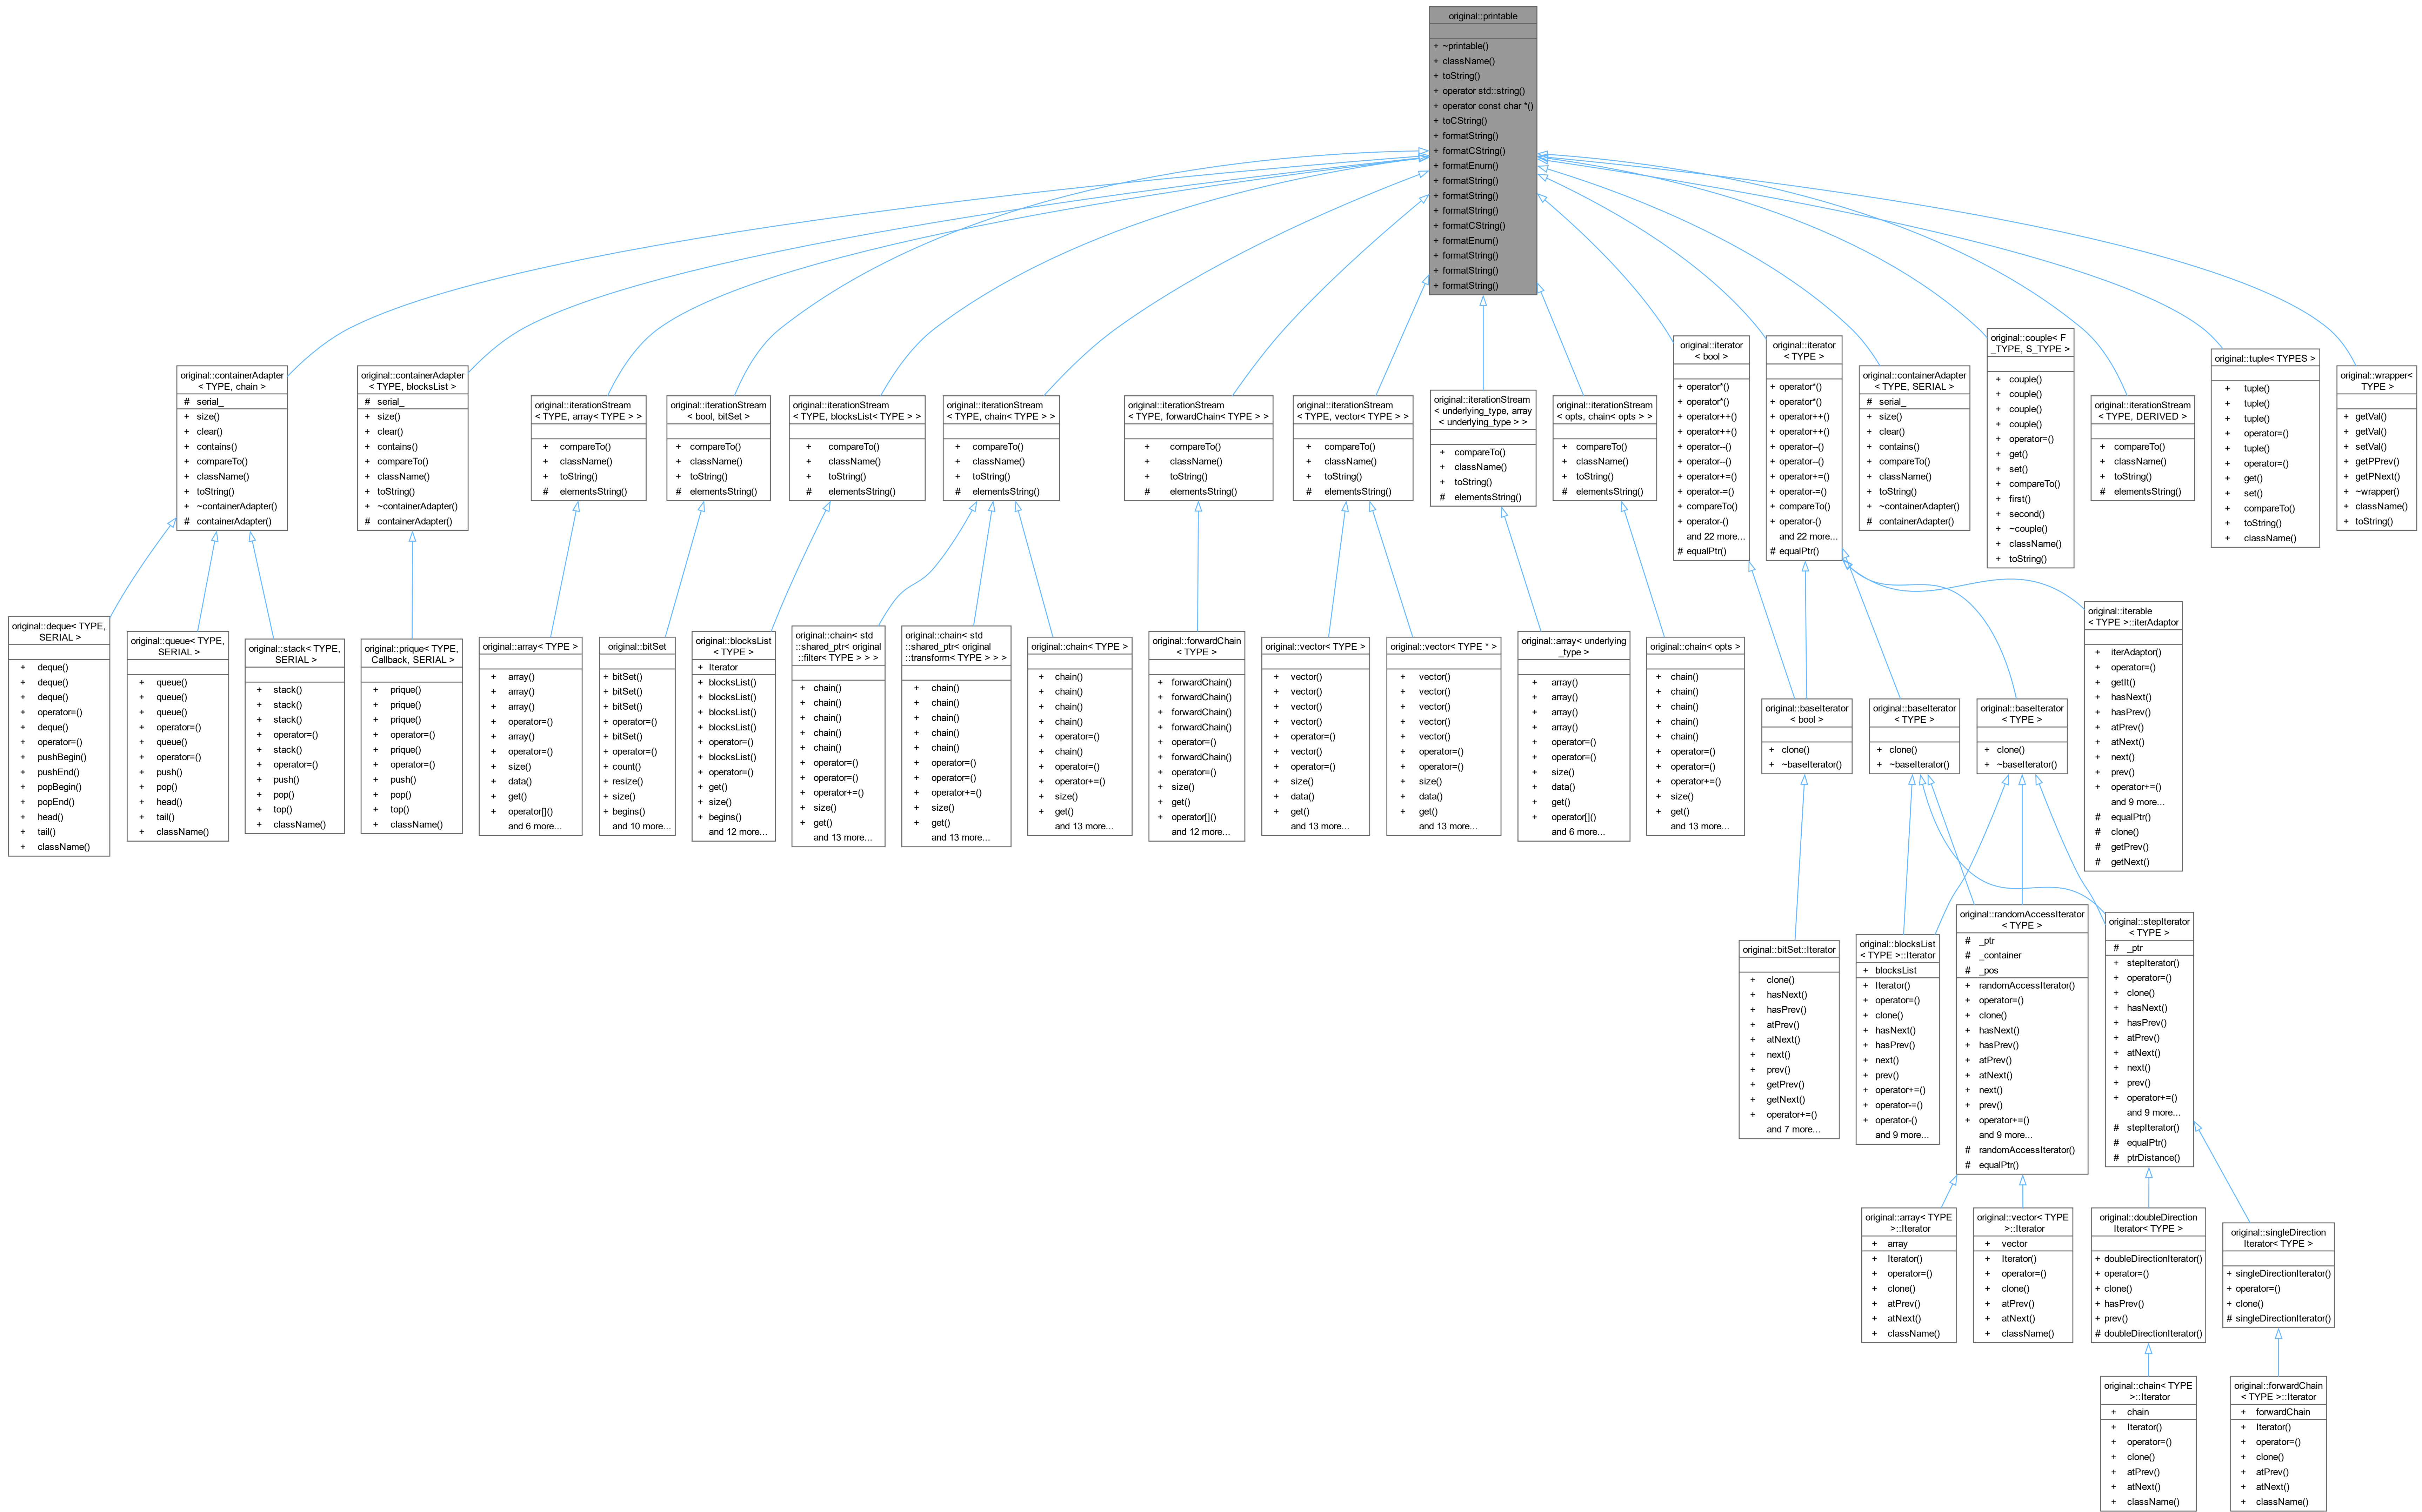 original::printable
+ ~printable()
+ className()
+ toString()
+ operator std::string()
+ operator const char *()
+ toCString()
+ formatString()
+ formatCString()
+ formatEnum()
+ formatString()
+ formatString()
+ formatString()
+ formatCString()
+ formatEnum()
+ formatString()
+ formatString()
+ formatString()
original::containerAdapter
< TYPE, chain >
# serial_
+ size()
+ clear()
+ contains()
+ compareTo()
+ className()
+ toString()
+ ~containerAdapter()
# containerAdapter()
original::containerAdapter
< TYPE, blocksList >
# serial_
+ size()
+ clear()
+ contains()
+ compareTo()
+ className()
+ toString()
+ ~containerAdapter()
# containerAdapter()
original::iterationStream
< TYPE, array< TYPE > >
+ compareTo()
+ className()
+ toString()
# elementsString()
original::iterationStream
< bool, bitSet >
+ compareTo()
+ className()
+ toString()
# elementsString()
original::iterationStream
< TYPE, blocksList< TYPE > >
+ compareTo()
+ className()
+ toString()
# elementsString()
original::iterationStream
< TYPE, chain< TYPE > >
+ compareTo()
+ className()
+ toString()
# elementsString()
original::iterationStream
< TYPE, forwardChain< TYPE > >
+ compareTo()
+ className()
+ toString()
# elementsString()
original::iterationStream
< TYPE, vector< TYPE > >
+ compareTo()
+ className()
+ toString()
# elementsString()
original::iterationStream
< underlying_type, array
< underlying_type > >
+ compareTo()
+ className()
+ toString()
# elementsString()
original::iterationStream
< opts, chain< opts > >
+ compareTo()
+ className()
+ toString()
# elementsString()
original::iterator
< bool >
+ operator*()
+ operator*()
+ operator++()
+ operator++()
+ operator--()
+ operator--()
+ operator+=()
+ operator-=()
+ compareTo()
+ operator-()
and 22 more...
# equalPtr()
original::iterator
< TYPE >
+ operator*()
+ operator*()
+ operator++()
+ operator++()
+ operator--()
+ operator--()
+ operator+=()
+ operator-=()
+ compareTo()
+ operator-()
and 22 more...
# equalPtr()
original::containerAdapter
< TYPE, SERIAL >
# serial_
+ size()
+ clear()
+ contains()
+ compareTo()
+ className()
+ toString()
+ ~containerAdapter()
# containerAdapter()
original::couple< F
_TYPE, S_TYPE >
+ couple()
+ couple()
+ couple()
+ couple()
+ operator=()
+ get()
+ set()
+ compareTo()
+ first()
+ second()
+ ~couple()
+ className()
+ toString()
original::iterationStream
< TYPE, DERIVED >
+ compareTo()
+ className()
+ toString()
# elementsString()
original::tuple< TYPES >
+ tuple()
+ tuple()
+ tuple()
+ operator=()
+ tuple()
+ operator=()
+ get()
+ set()
+ compareTo()
+ toString()
+ className()
original::wrapper<
TYPE >
+ getVal()
+ getVal()
+ setVal()
+ getPPrev()
+ getPNext()
+ ~wrapper()
+ className()
+ toString()
original::deque< TYPE,
SERIAL >
+ deque()
+ deque()
+ deque()
+ operator=()
+ deque()
+ operator=()
+ pushBegin()
+ pushEnd()
+ popBegin()
+ popEnd()
+ head()
+ tail()
+ className()
original::queue< TYPE,
SERIAL >
+ queue()
+ queue()
+ queue()
+ operator=()
+ queue()
+ operator=()
+ push()
+ pop()
+ head()
+ tail()
+ className()
original::stack< TYPE,
SERIAL >
+ stack()
+ stack()
+ stack()
+ operator=()
+ stack()
+ operator=()
+ push()
+ pop()
+ top()
+ className()
original::prique< TYPE,
Callback, SERIAL >
+ prique()
+ prique()
+ prique()
+ operator=()
+ prique()
+ operator=()
+ push()
+ pop()
+ top()
+ className()
original::array< TYPE >
+ array()
+ array()
+ array()
+ operator=()
+ array()
+ operator=()
+ size()
+ data()
+ get()
+ operator[]()
and 6 more...
original::bitSet
+ bitSet()
+ bitSet()
+ bitSet()
+ operator=()
+ bitSet()
+ operator=()
+ count()
+ resize()
+ size()
+ begins()
and 10 more...
original::blocksList
< TYPE >
+ Iterator
+ blocksList()
+ blocksList()
+ blocksList()
+ blocksList()
+ operator=()
+ blocksList()
+ operator=()
+ get()
+ size()
+ begins()
and 12 more...
original::chain< std
::shared_ptr< original
::filter< TYPE > > >
+ chain()
+ chain()
+ chain()
+ chain()
+ chain()
+ operator=()
+ operator=()
+ operator+=()
+ size()
+ get()
and 13 more...
original::chain< std
::shared_ptr< original
::transform< TYPE > > >
+ chain()
+ chain()
+ chain()
+ chain()
+ chain()
+ operator=()
+ operator=()
+ operator+=()
+ size()
+ get()
and 13 more...
original::chain< TYPE >
+ chain()
+ chain()
+ chain()
+ chain()
+ operator=()
+ chain()
+ operator=()
+ operator+=()
+ size()
+ get()
and 13 more...
original::forwardChain
< TYPE >
+ forwardChain()
+ forwardChain()
+ forwardChain()
+ forwardChain()
+ operator=()
+ forwardChain()
+ operator=()
+ size()
+ get()
+ operator[]()
and 12 more...
original::vector< TYPE >
+ vector()
+ vector()
+ vector()
+ vector()
+ operator=()
+ vector()
+ operator=()
+ size()
+ data()
+ get()
and 13 more...
original::vector< TYPE * >
+ vector()
+ vector()
+ vector()
+ vector()
+ vector()
+ operator=()
+ operator=()
+ size()
+ data()
+ get()
and 13 more...
original::array< underlying
_type >
+ array()
+ array()
+ array()
+ array()
+ operator=()
+ operator=()
+ size()
+ data()
+ get()
+ operator[]()
and 6 more...
original::chain< opts >
+ chain()
+ chain()
+ chain()
+ chain()
+ chain()
+ operator=()
+ operator=()
+ operator+=()
+ size()
+ get()
and 13 more...
original::baseIterator
< bool >
+ clone()
+ ~baseIterator()
original::baseIterator
< TYPE >
+ clone()
+ ~baseIterator()
original::baseIterator
< TYPE >
+ clone()
+ ~baseIterator()
original::iterable
< TYPE >::iterAdaptor
+ iterAdaptor()
+ operator=()
+ getIt()
+ hasNext()
+ hasPrev()
+ atPrev()
+ atNext()
+ next()
+ prev()
+ operator+=()
and 9 more...
# equalPtr()
# clone()
# getPrev()
# getNext()
original::bitSet::Iterator
+ clone()
+ hasNext()
+ hasPrev()
+ atPrev()
+ atNext()
+ next()
+ prev()
+ getPrev()
+ getNext()
+ operator+=()
and 7 more...
original::blocksList
< TYPE >::Iterator
+ blocksList
+ Iterator()
+ operator=()
+ clone()
+ hasNext()
+ hasPrev()
+ next()
+ prev()
+ operator+=()
+ operator-=()
+ operator-()
and 9 more...
original::randomAccessIterator
< TYPE >
# _ptr
# _container
# _pos
+ randomAccessIterator()
+ operator=()
+ clone()
+ hasNext()
+ hasPrev()
+ atPrev()
+ atNext()
+ next()
+ prev()
+ operator+=()
and 9 more...
# randomAccessIterator()
# equalPtr()
original::stepIterator
< TYPE >
# _ptr
+ stepIterator()
+ operator=()
+ clone()
+ hasNext()
+ hasPrev()
+ atPrev()
+ atNext()
+ next()
+ prev()
+ operator+=()
and 9 more...
# stepIterator()
# equalPtr()
# ptrDistance()
original::array< TYPE
>::Iterator
+ array
+ Iterator()
+ operator=()
+ clone()
+ atPrev()
+ atNext()
+ className()
original::vector< TYPE
>::Iterator
+ vector
+ Iterator()
+ operator=()
+ clone()
+ atPrev()
+ atNext()
+ className()
original::doubleDirection
Iterator< TYPE >
+ doubleDirectionIterator()
+ operator=()
+ clone()
+ hasPrev()
+ prev()
# doubleDirectionIterator()
original::singleDirection
Iterator< TYPE >
+ singleDirectionIterator()
+ operator=()
+ clone()
# singleDirectionIterator()
original::chain< TYPE
>::Iterator
+ chain
+ Iterator()
+ operator=()
+ clone()
+ atPrev()
+ atNext()
+ className()
original::forwardChain
< TYPE >::Iterator
+ forwardChain
+ Iterator()
+ operator=()
+ clone()
+ atPrev()
+ atNext()
+ className()